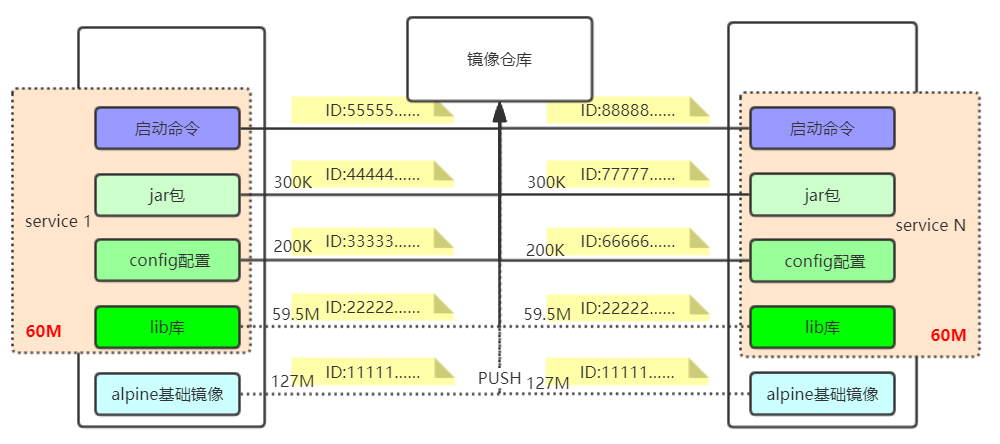 镜像仓库
启动命令
ID:55555......
ID:88888......
启动命令
jar包
300K
ID:44444......
300K
ID:77777......
jar包
service 1
service N
config配置
200K
ID:33333......
200K
ID:66666......
config配置
60M
lib库
59.5M
ID:22222......
59.5M
ID:22222......
lib库
60M
alpine基础镜像
127M
ID:11111......
PUSH
127M
ID:11111......
alpine基础镜像